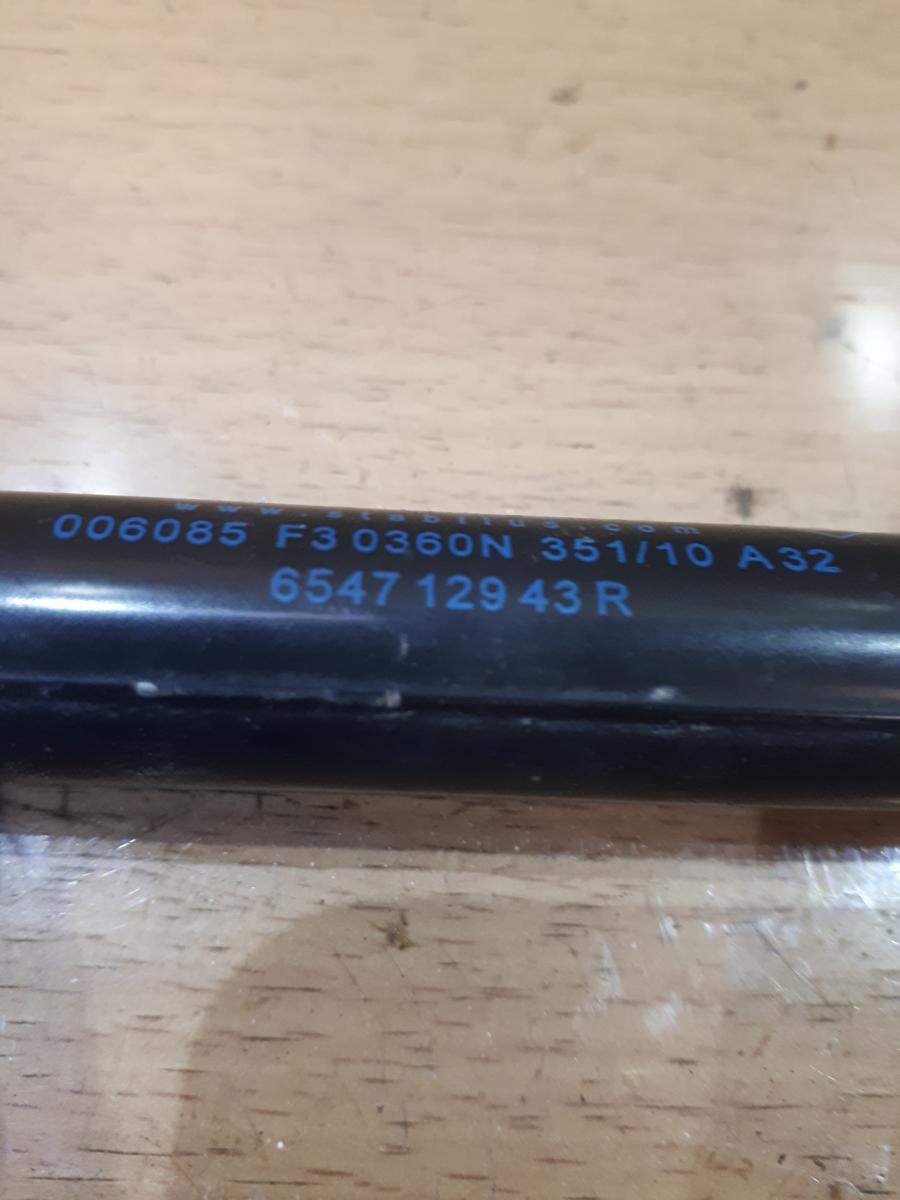 www.stabilus.com
006085 F3 0360N 351/10 A32
6547 129 43 R